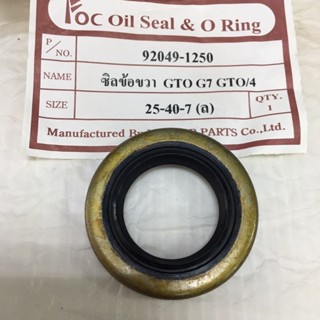 FOC Oil Seal & O Ring
P/
NO.
92049-1250
NAME
ซิลข้อขวา GTO G7 GTO/4
SIZE
25-40-7 (ล)
QTY.
1
Manufactured By PARTS Co.,Ltd.